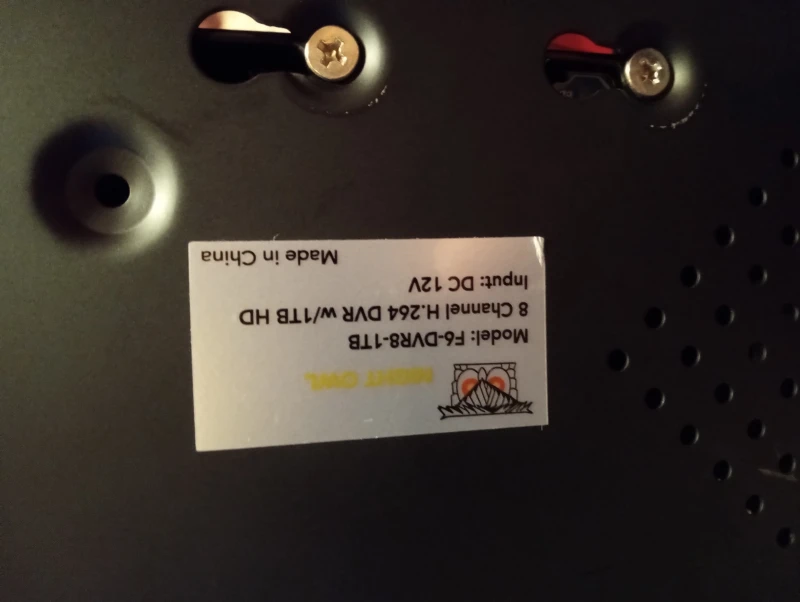 NIGHT OWL
Model: F6-DVR8-1TB
8 Channel H.264 DVR w/1TB HD
Input: DC 12V
Made in China